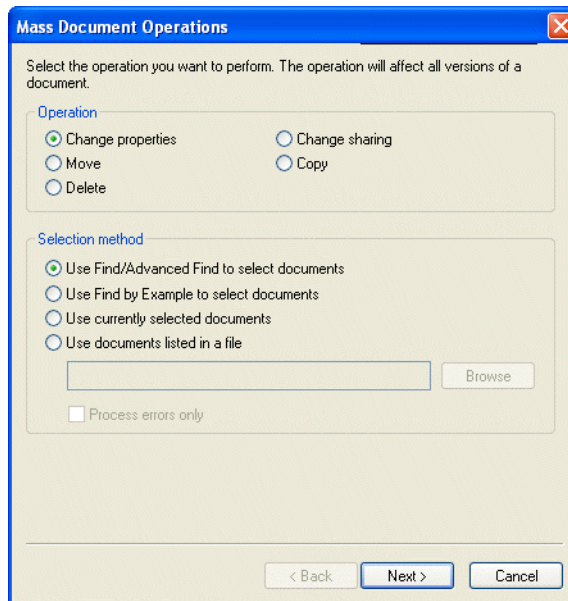 Mass Document Operations
Select the operation you want to perform. The operation will affect all versions of a
document.
Operation
Change properties
Change sharing
Move
Copy
Delete
Selection method
Use Find/Advanced Find to select documents
Use Find by Example to select documents
Use currently selected documents
Use documents listed in a file
Browse
Process errors only
< Back
Next >
Cancel